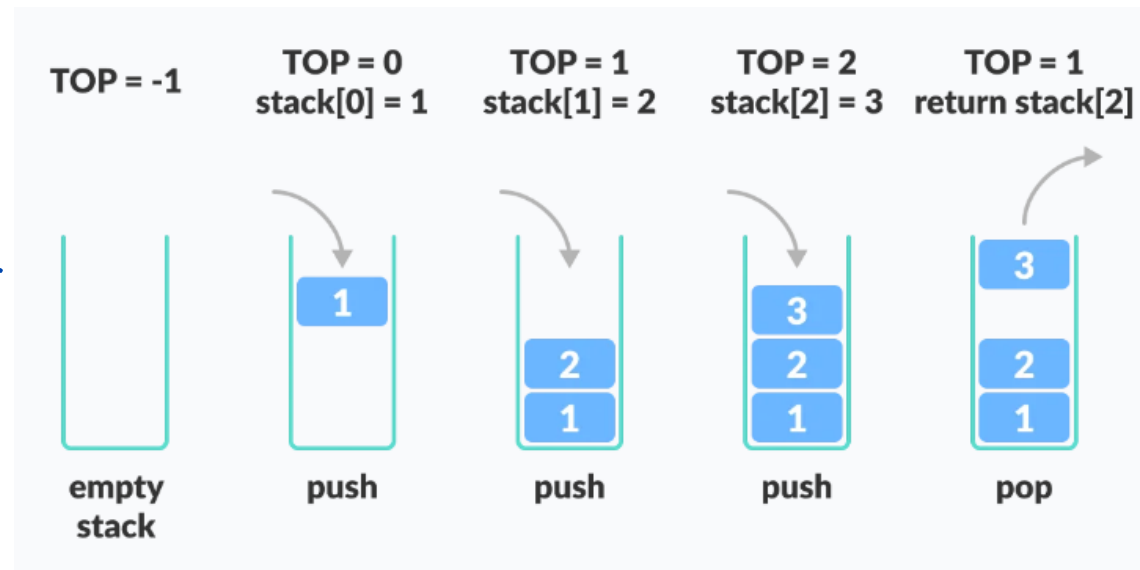 TOP = -1
TOP = 0
stack[0] = 1
TOP = 1
stack[1] = 2
TOP = 2
stack[2] = 3
TOP = 1
return stack[2]
1
2
1
3
2
1
3
2
1
empty
stack
push
push
push
pop